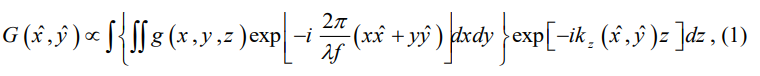 G(x̂,ŷ) ∝ ∫{∬g(x,y,z)exp[−i 2π/λf (xx̂ + yŷ)]dxdy}exp[−ik_z(x̂,ŷ)z]dz, (1)